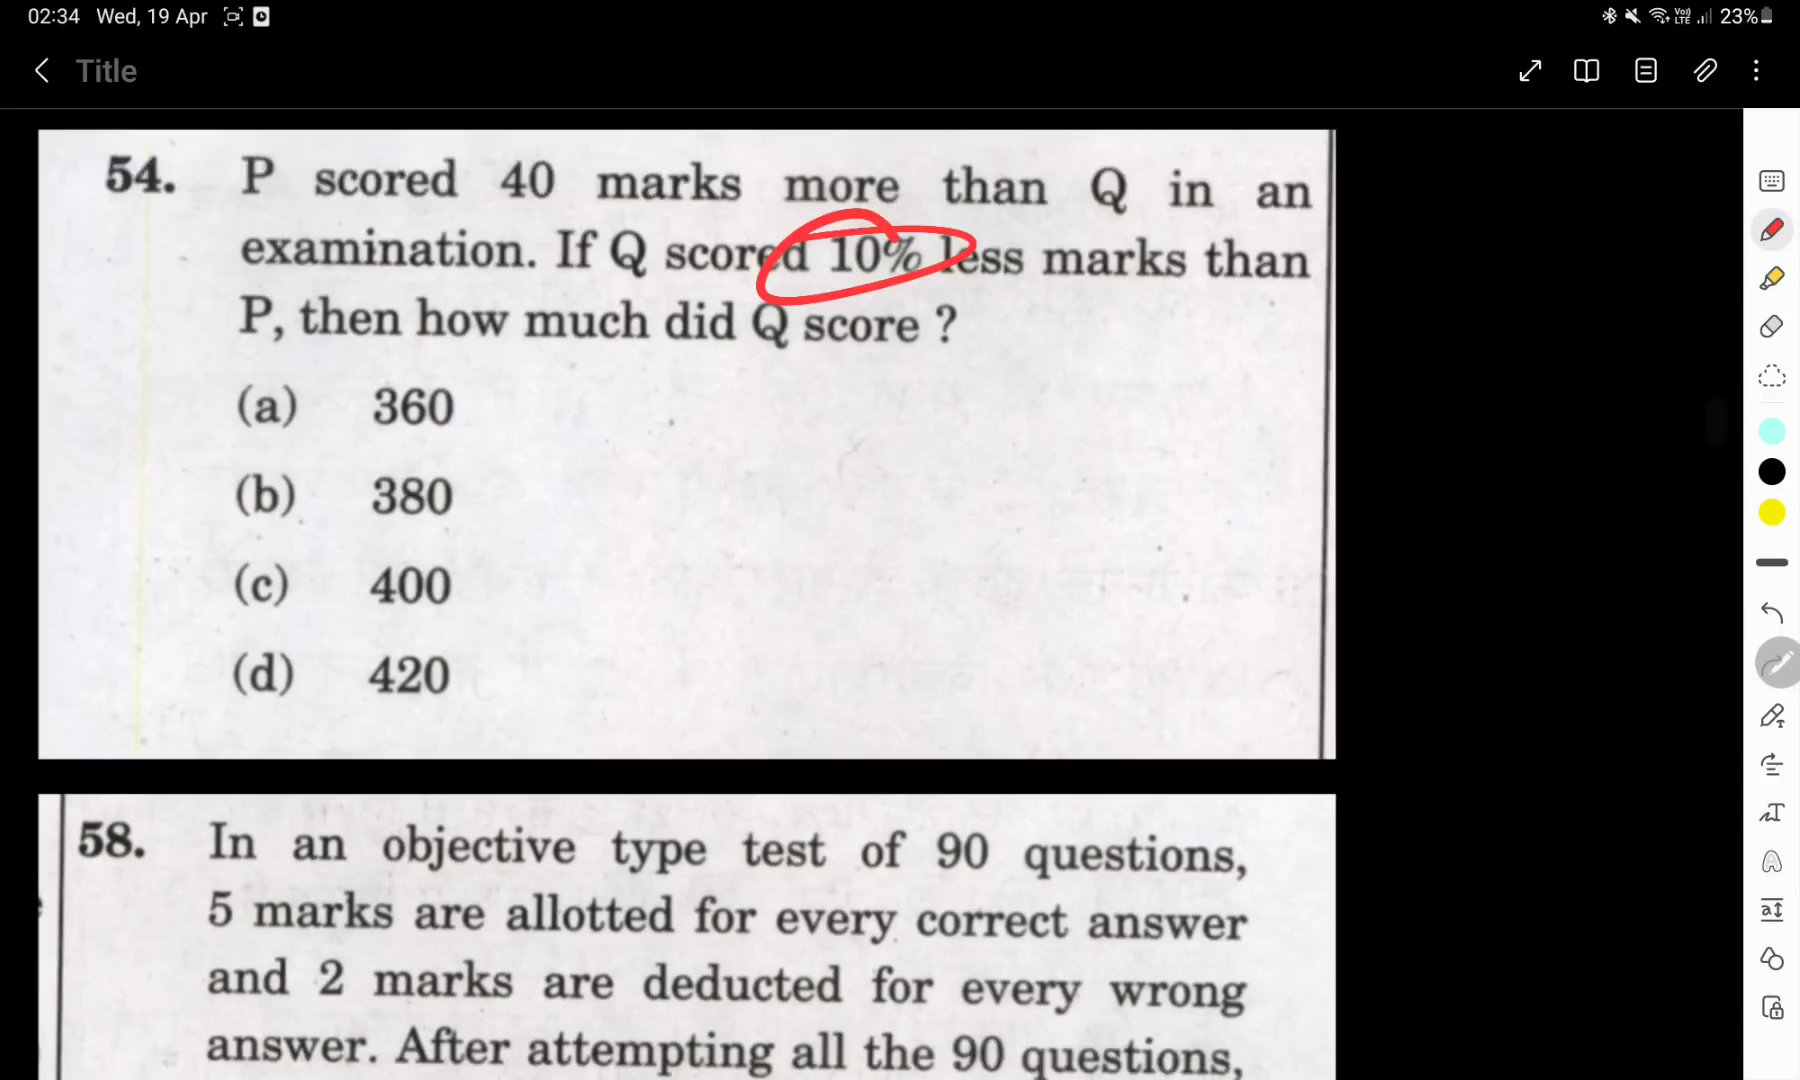 02:34 Wed, 19 Apr
Vo))
LTE
23%
Title
54. P scored 40 marks more than Q in an
examination. If Q scored 10% less marks than
P, then how much did Q score ?
(a) 360
(b) 380
(c) 400
(d) 420
58. In an objective type test of 90 questions,
5 marks are allotted for every correct answer
and 2 marks are deducted for every wrong
answer. After attempting all the 90 questions,